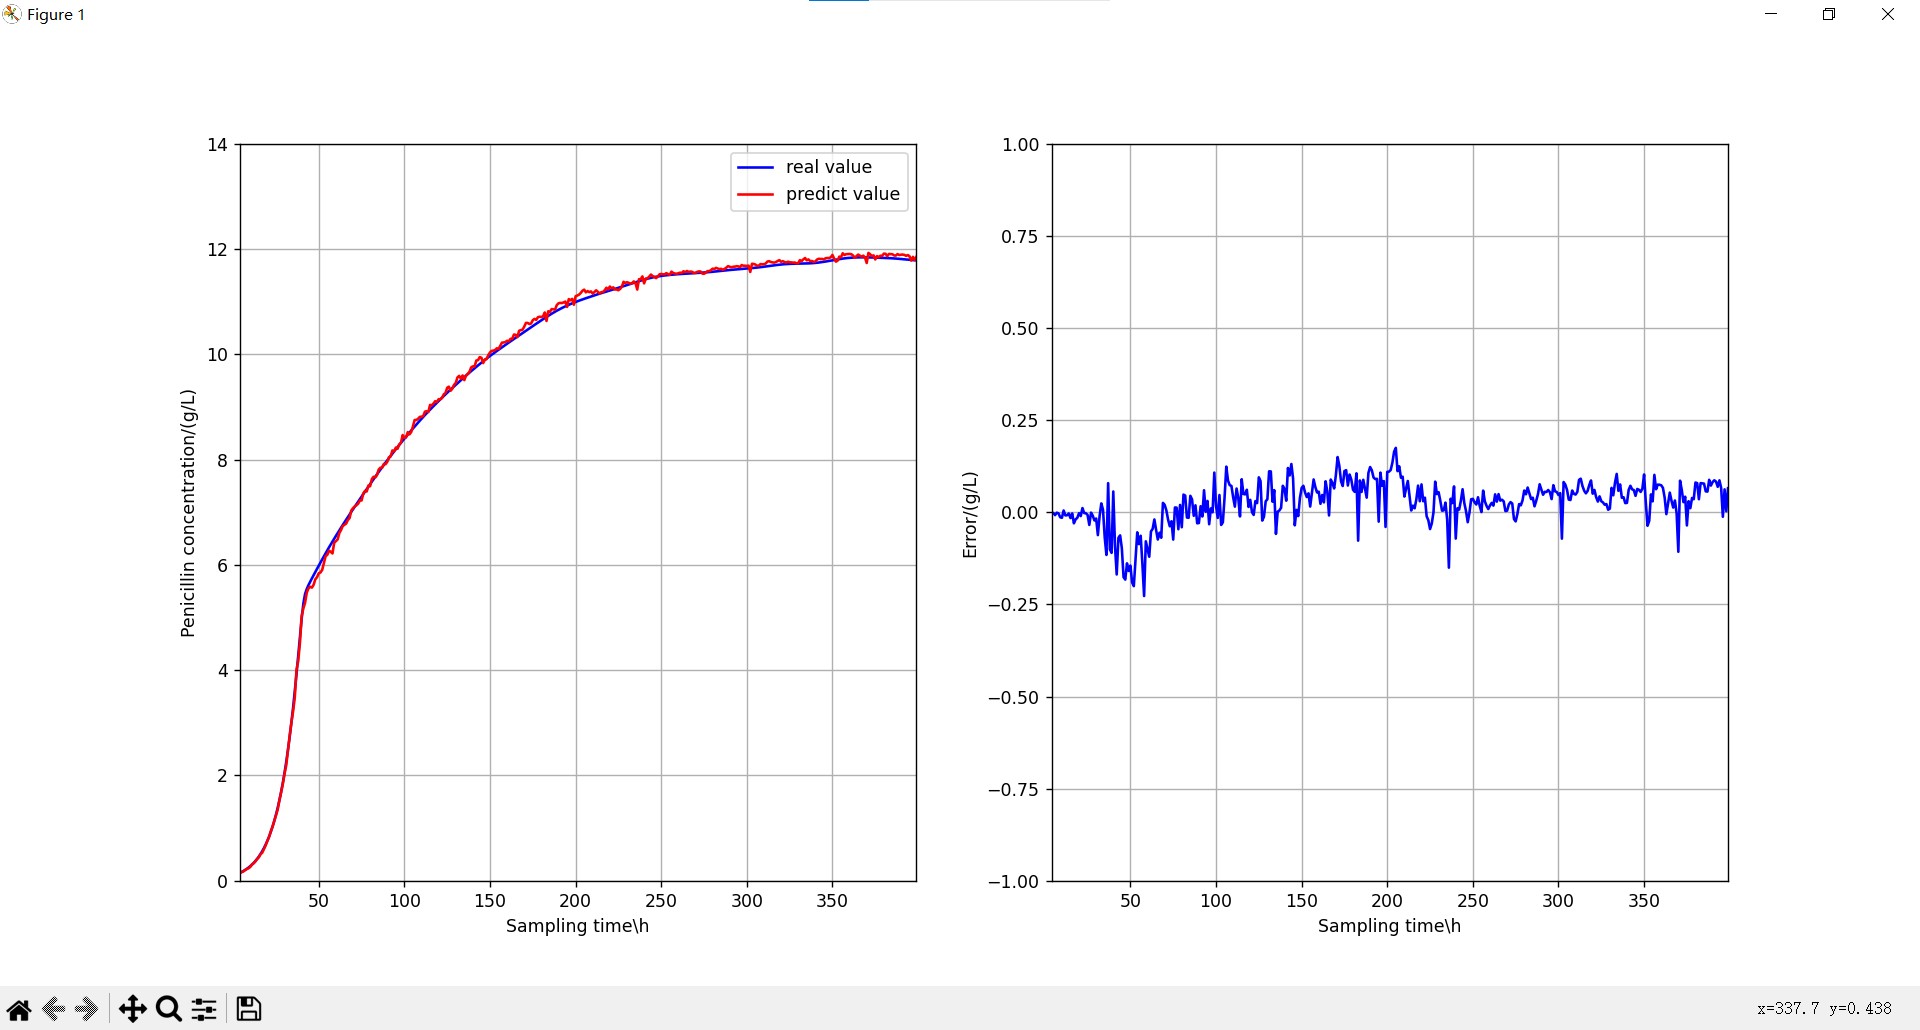 Figure 1
14
12
10
8
6
4
2
0
Penicillin concentration/(g/L)
real value
predict value
50 100 150 200 250 300 350
Sampling time\h
1.00
0.75
0.50
0.25
0.00
−0.25
−0.50
−0.75
−1.00
Error/(g/L)
50 100 150 200 250 300 350
Sampling time\h
x=337.7 y=0.438